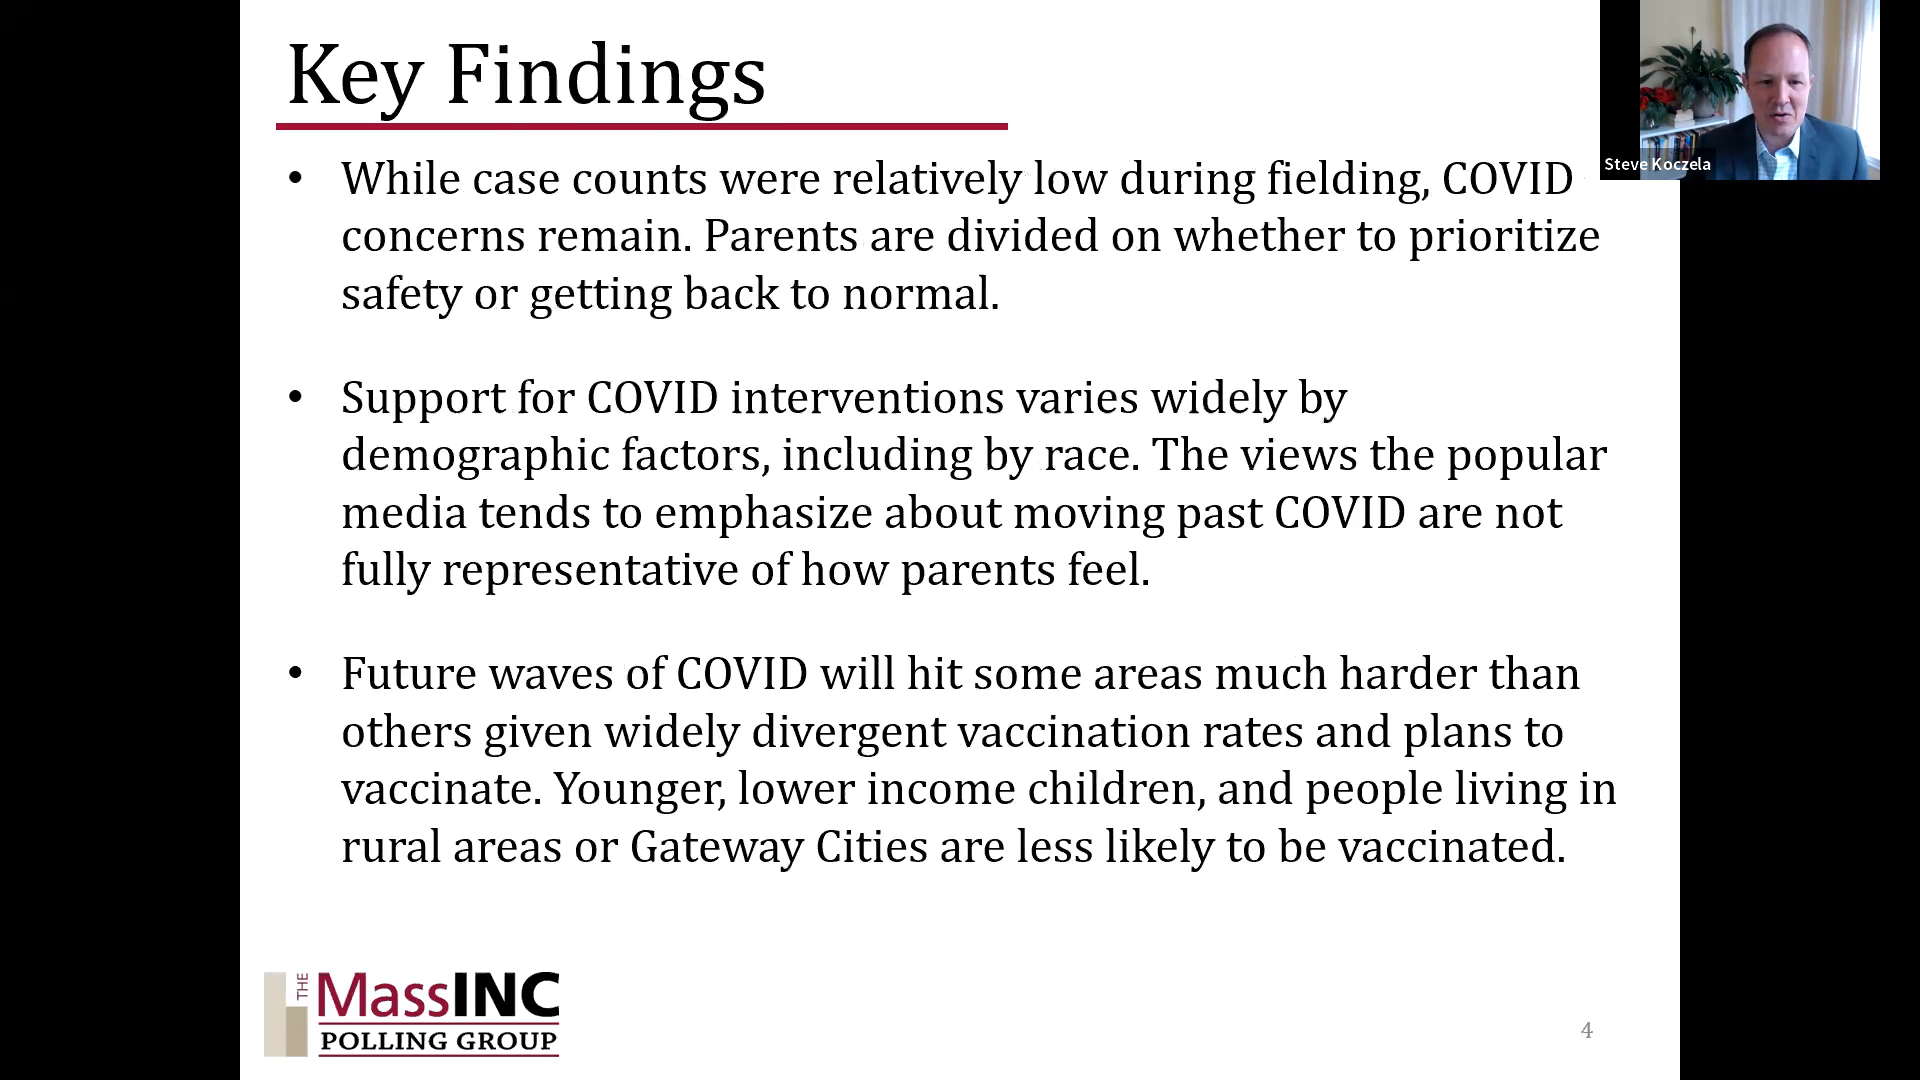 Key Findings
Steve Koczela
• While case counts were relatively low during fielding, COVID
concerns remain. Parents are divided on whether to prioritize
safety or getting back to normal.
• Support for COVID interventions varies widely by
demographic factors, including by race. The views the popular
media tends to emphasize about moving past COVID are not
fully representative of how parents feel.
• Future waves of COVID will hit some areas much harder than
others given widely divergent vaccination rates and plans to
vaccinate. Younger, lower income children, and people living in
rural areas or Gateway Cities are less likely to be vaccinated.
THE MassINC
POLLING GROUP
4